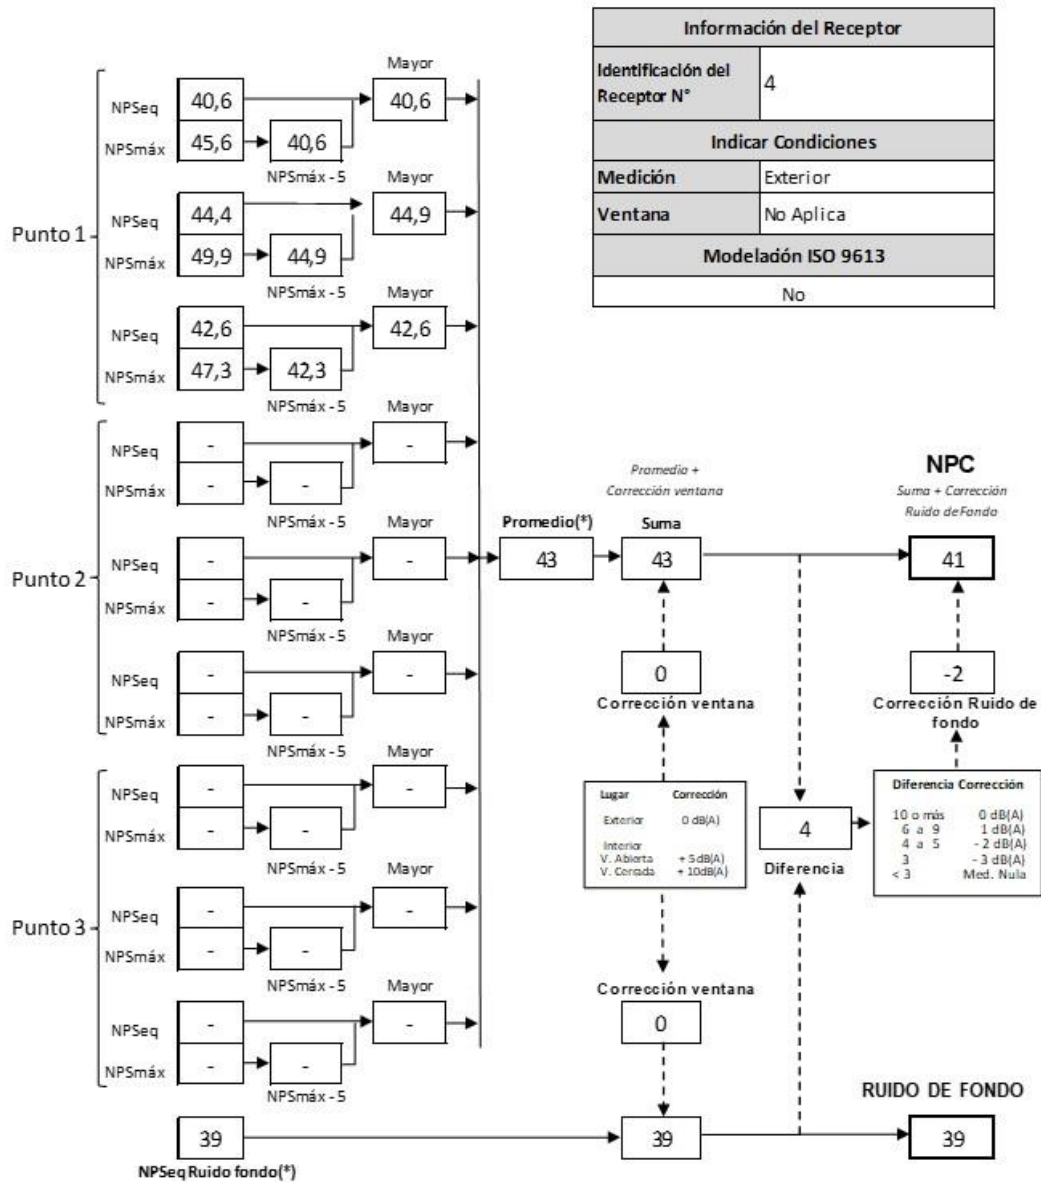 Información del Receptor
Identificación del Receptor N° 4
Indicar Condiciones
Medición Exterior
Ventana No Aplica
Modelación ISO 9613
No
Punto 1
Mayor
NPSeq 40,6 40,6
NPSmáx 45,6 40,6
NPSmáx - 5
Mayor
NPSeq 44,4 44,9
NPSmáx 49,9 44,9
NPSmáx - 5
Mayor
NPSeq 42,6 42,6
NPSmáx 47,3 42,3
NPSmáx - 5
Punto 2
Mayor
NPSeq - -
NPSmáx - -
NPSmáx - 5
Mayor
NPSeq - -
NPSmáx - -
NPSmáx - 5
Mayor
NPSeq - -
NPSmáx - -
NPSmáx - 5
Punto 3
Mayor
NPSeq - -
NPSmáx - -
NPSmáx - 5
Mayor
NPSeq - -
NPSmáx - -
NPSmáx - 5
Mayor
NPSeq - -
NPSmáx - -
NPSmáx - 5
39
NPSeq Ruido fondo(*)
Promedio(*)
43
Promedio +
Corrección ventana
Suma
43
0
Corrección ventana
Lugar Corrección
Exterior 0 dB(A)
Interior
V. Abierta + 5dB(A)
V. Cerrada + 10dB(A)
Corrección ventana
0
39
4
Diferencia
NPC
Suma + Corrección
Ruido de Fondo
41
-2
Corrección Ruido de
fondo
Diferencia Corrección
10 o más 0 dB(A)
6 a 9 1 dB(A)
4 a 5 - 2 dB(A)
3 - 3 dB(A)
< 3 Med. Nula
RUIDO DE FONDO
39